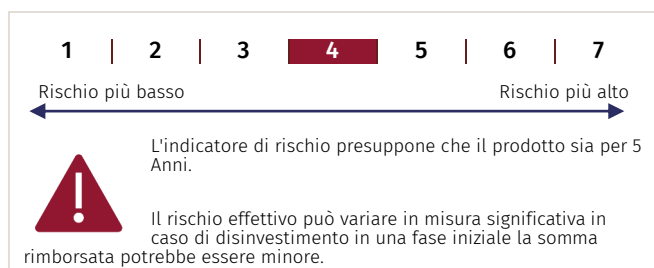 1 | 2 | 3 | 4 | 5 | 6 | 7
Rischio più basso Rischio più alto
L'indicatore di rischio presuppone che il prodotto sia per 5
Anni.
Il rischio effettivo può variare in misura significativa in
caso di disinvestimento in una fase iniziale la somma
rimborsata potrebbe essere minore.